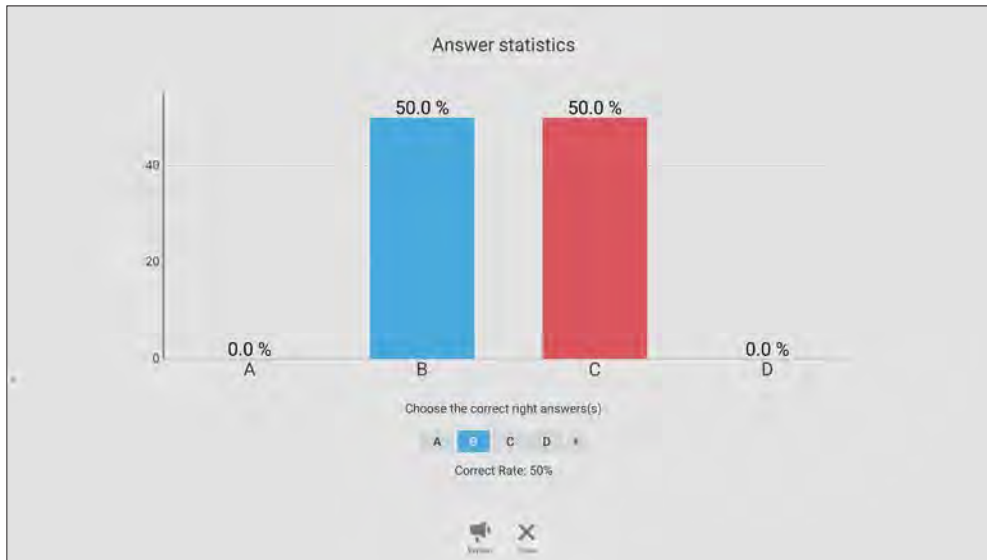 Answer statistics
50.0 % 50.0 %
40
20
0
0.0 % 0.0 %
A B C D
Choose the correct right answers(s)
A B C D
Correct Rate: 50%